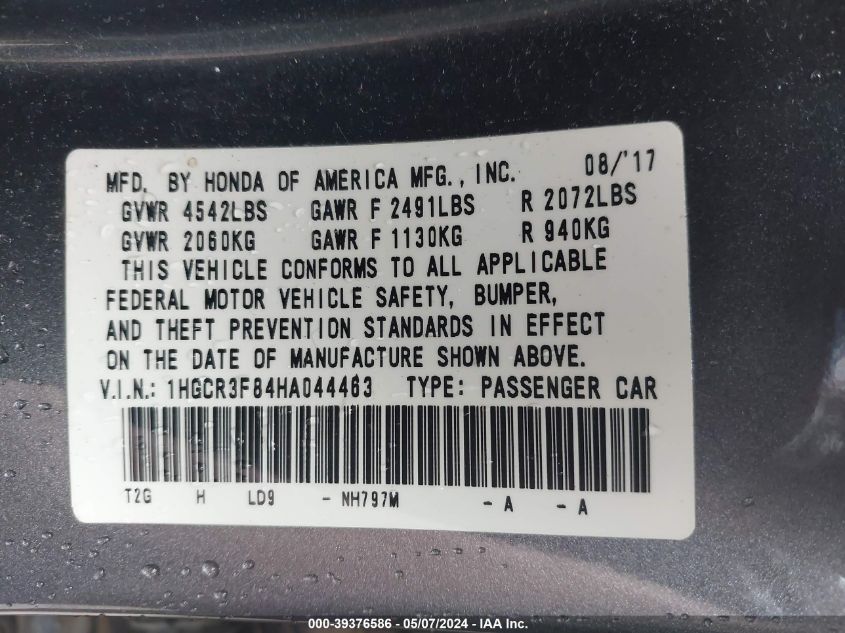 MFD. BY HONDA OF AMERICA MFG., INC. 08/'17
GVWR 4542LBS GAWR F 2491LBS R 2072LBS
GVWR 2060KG GAWR F 1130KG R 940KG
THIS VEHICLE CONFORMS TO ALL APPLICABLE
FEDERAL MOTOR VEHICLE SAFETY, BUMPER,
AND THEFT PREVENTION STANDARDS IN EFFECT
ON THE DATE OF MANUFACTURE SHOWN ABOVE.
V.I.N.: 1HGCR3F84HA044463 TYPE: PASSENGER CAR
T2G H LD9 - NH797M - A - A
000-39376586 - 05/07/2024 - IAA Inc.